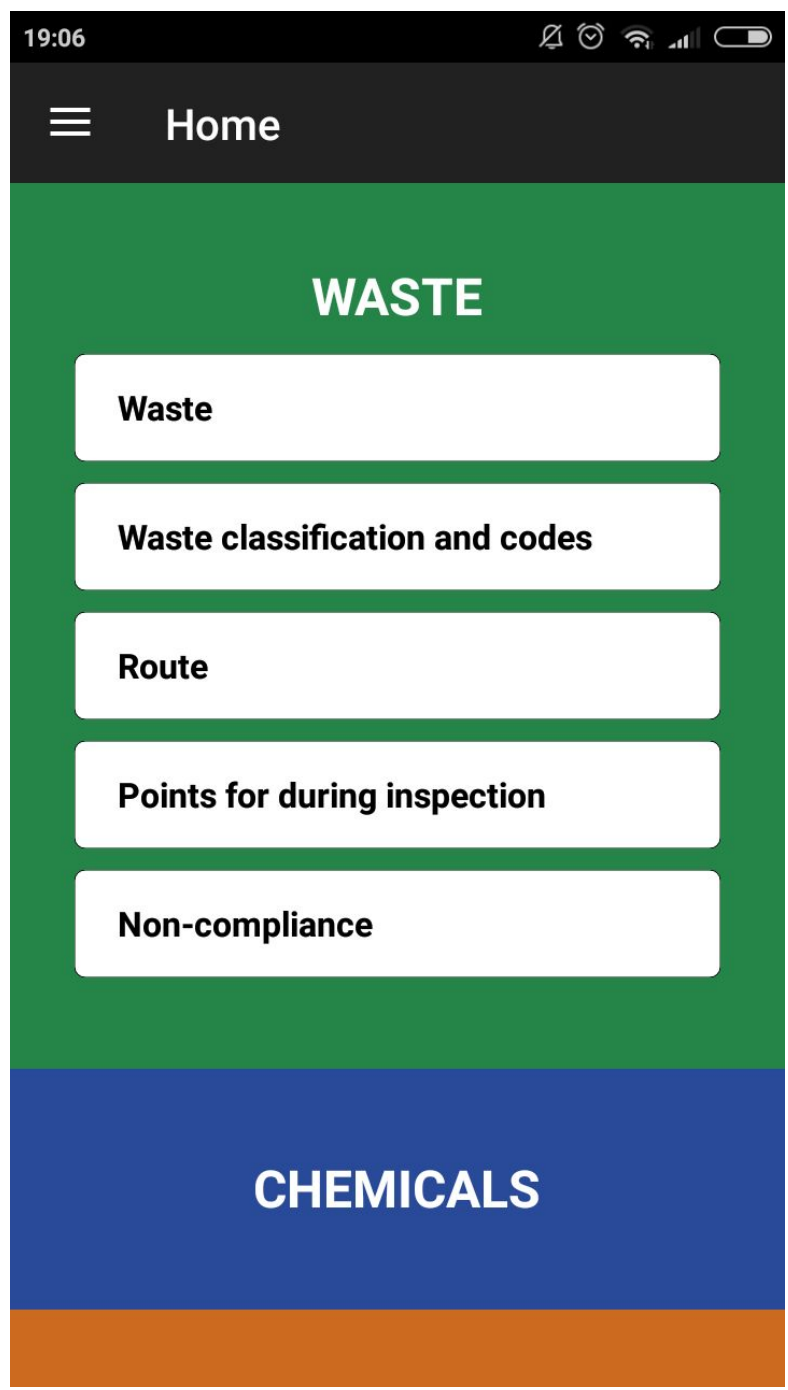 19:06
Home
WASTE
Waste
Waste classification and codes
Route
Points for during inspection
Non-compliance
CHEMICALS